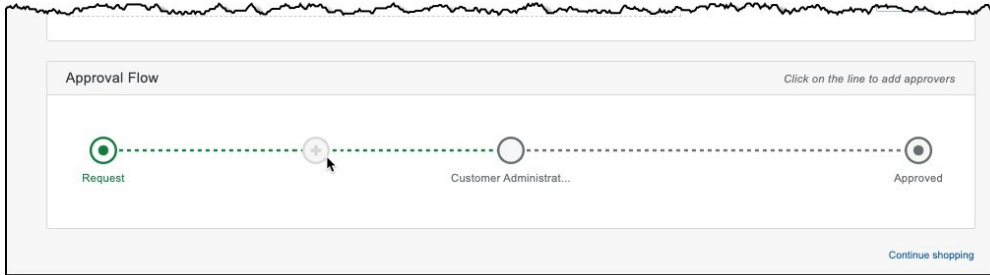 Approval Flow
Click on the line to add approvers
Request
Customer Administrat...
Approved
Continue shopping